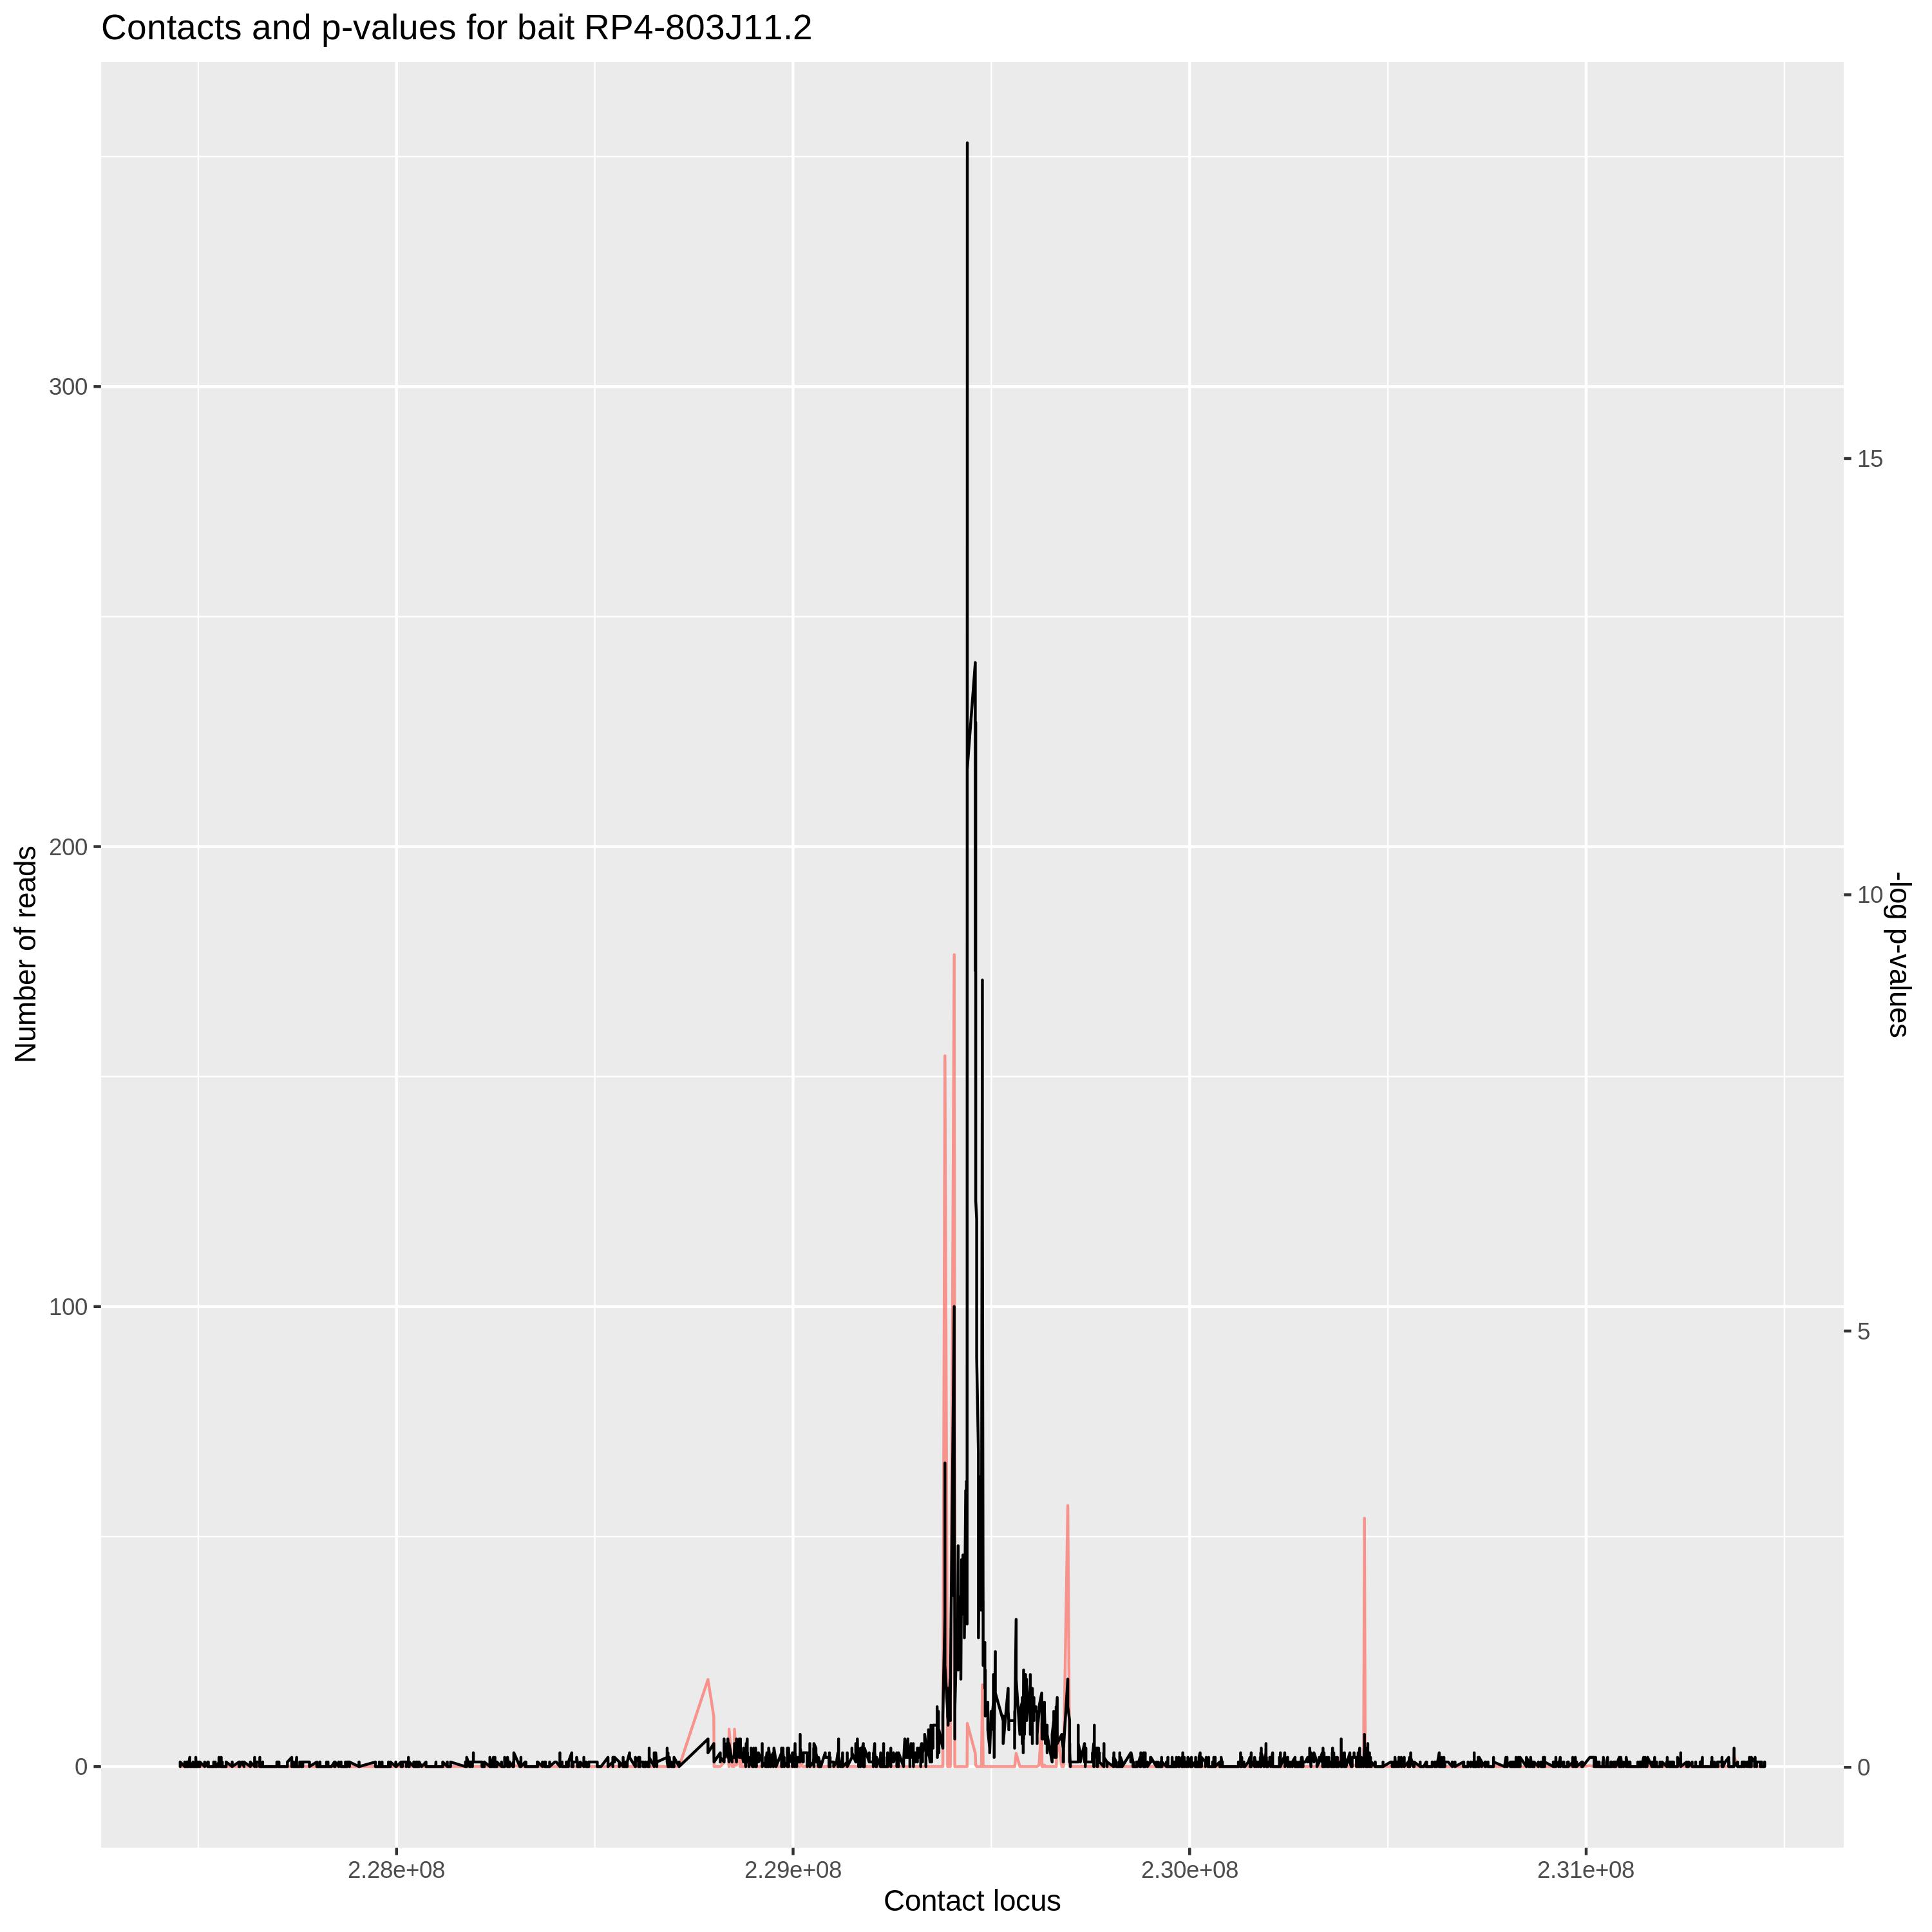 Contacts and p-values for bait RP4-803J11.2
300
200
100
0
Number of reads
15
10
5
0
-log p-values
2.28e+08
2.29e+08
2.30e+08
2.31e+08
Contact locus